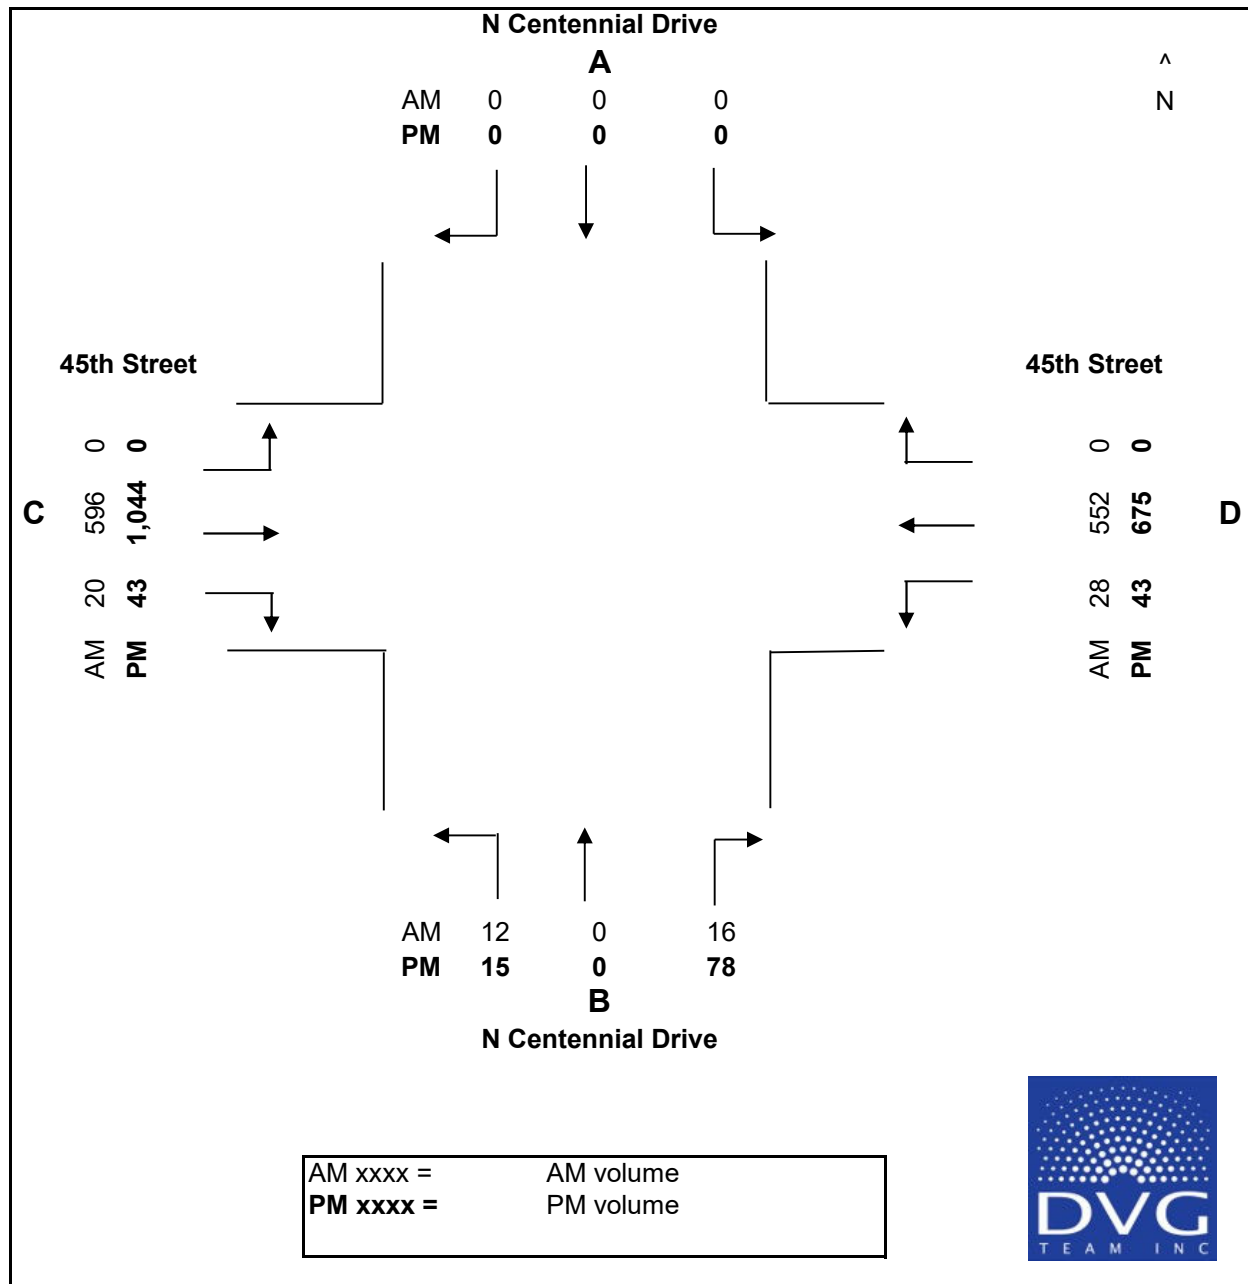 N Centennial Drive
A
^
N
AM 0 0 0
PM 0 0 0
45th Street
45th Street
C
0 0
596 1,044
20 43
AM PM
0 0
552 675
28 43
AM PM
D
AM 12 0 16
PM 15 0 78
B
N Centennial Drive
AM xxxx = AM volume
PM xxxx = PM volume
DVG
TEAM INC